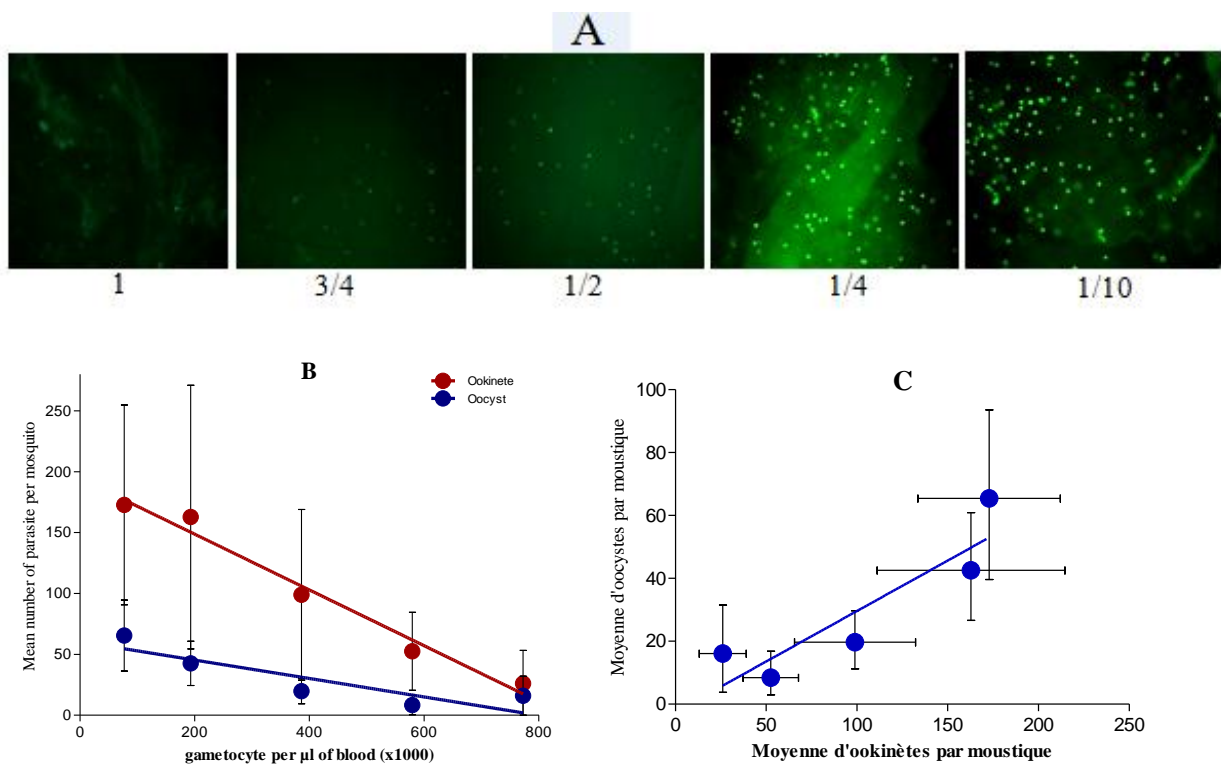 A
1 3/4 1/2 1/4 1/10
B
Ookinete
Oocyst
Mean number of parasite per mosquito
250
200
150
100
50
0
0 200 400 600 800
gametocyte per µl of blood (x1000)
C
Moyenne d'oocystes par moustique
100
80
60
40
20
0
0 50 100 150 200 250
Moyenne d'ookinètes par moustique